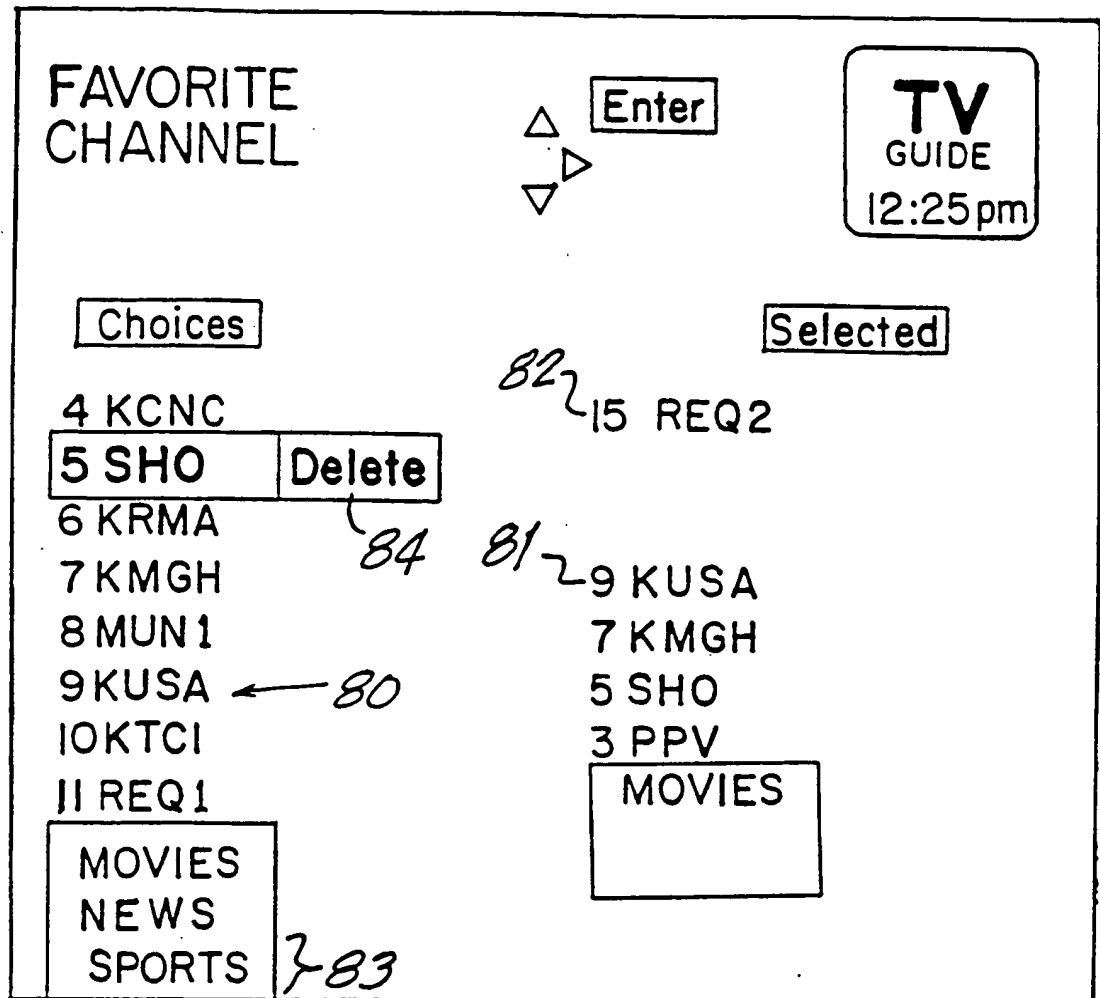 FAVORITE
CHANNEL
Enter
TV
GUIDE
12:25pm
Choices
Selected
4 KCNC
5 SHO Delete
6 KRMA
7 KMGH
8 MUN1
9 KUSA
10 KTCI
11 REQ1
MOVIES
NEWS
SPORTS
84
80
83
82
15 REQ2
81
9 KUSA
7 KMGH
5 SHO
3 PPV
MOVIES